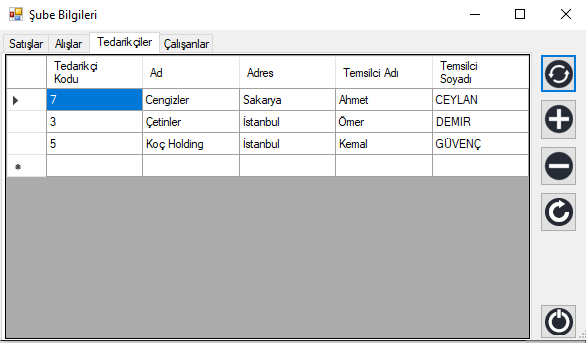 Şube Bilgileri
Satışlar Alışlar Tedarikçiler Çalışanlar
Tedarikçi Kodu Ad Adres Temsilci Adı Temsilci Soyadı
7 Cengizler Sakarya Ahmet CEYLAN
3 Çetinler İstanbul Ömer DEMİR
5 Koç Holding İstanbul Kemal GÜVENÇ